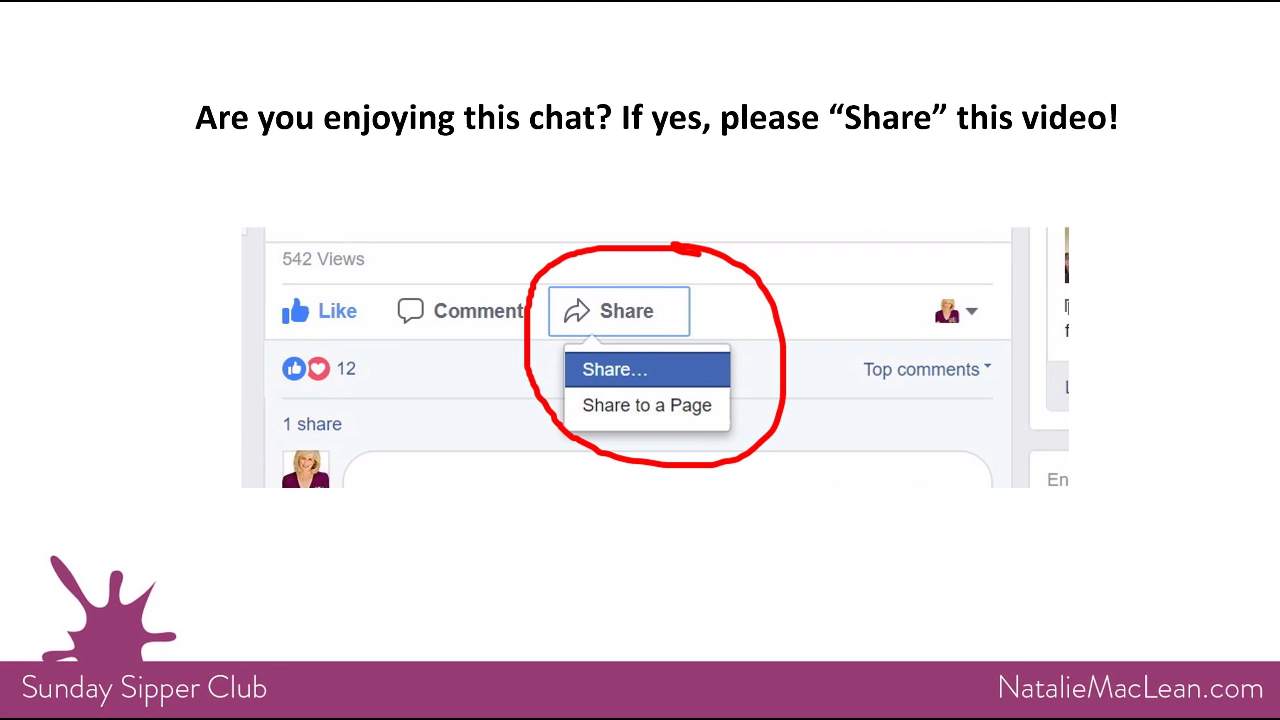 Are you enjoying this chat? If yes, please “Share” this video!
542 Views
Like Comment Share
Share...
12
Top comments
Share to a Page
1 share
En
Sunday Sipper Club
NatalieMacLean.com